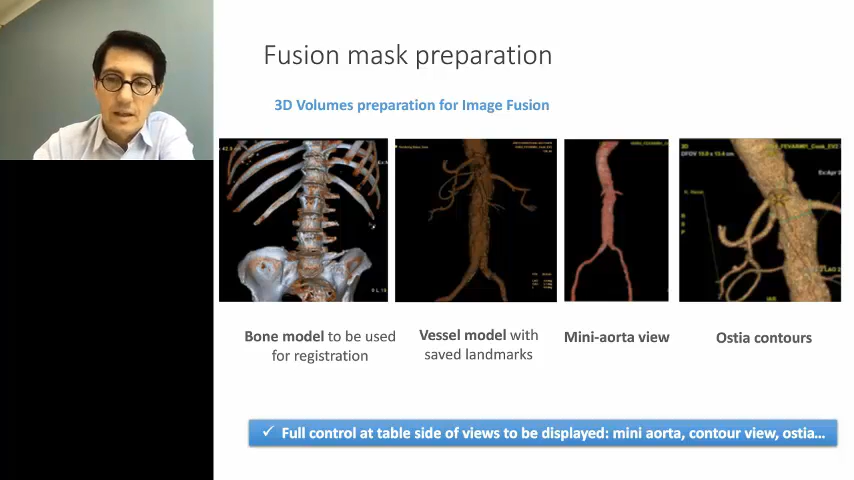 Fusion mask preparation
3D Volumes preparation for Image Fusion
3D
Bone model to be used
for registration
Vessel model with
saved landmarks
Mini-aorta view
Ostia contours
✓ Full control at table side of views to be displayed: mini aorta, contour view, ostia...